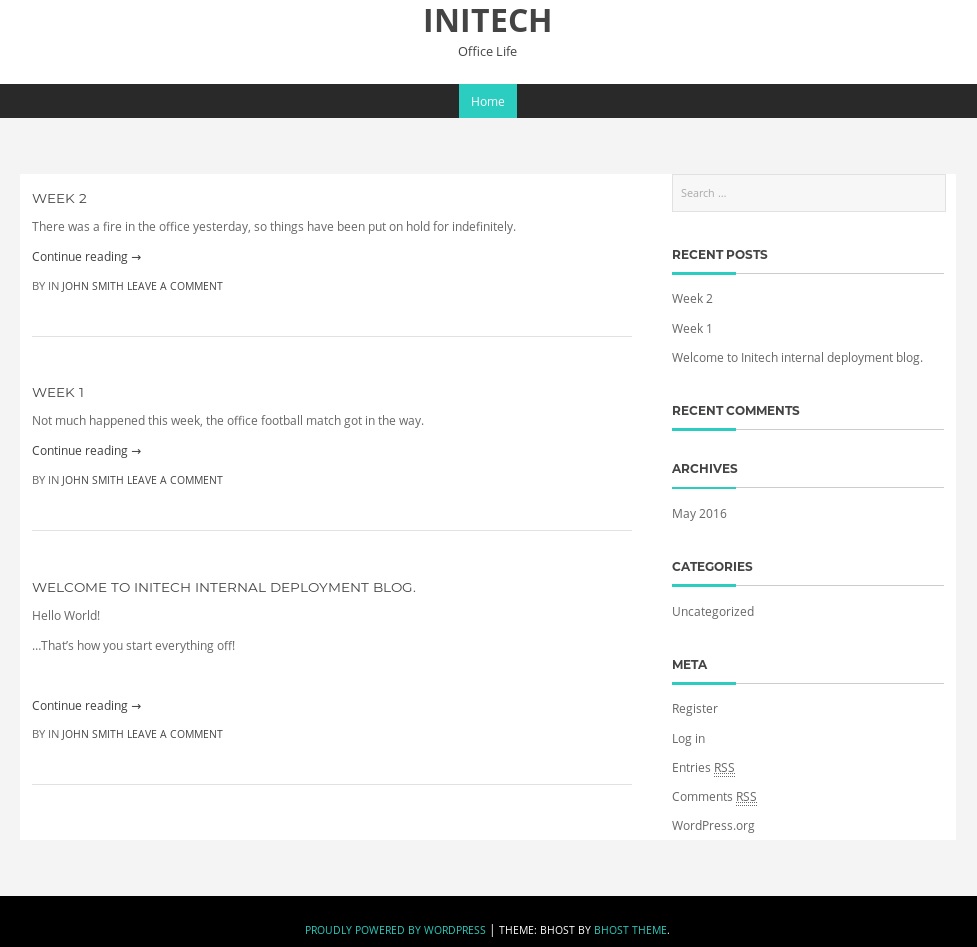 INITECH
Office Life
Home
WEEK 2
There was a fire in the office yesterday, so things have been put on hold for indefinitely.
Continue reading →
BY IN JOHN SMITH LEAVE A COMMENT
WEEK 1
Not much happened this week, the office football match got in the way.
Continue reading →
BY IN JOHN SMITH LEAVE A COMMENT
WELCOME TO INITECH INTERNAL DEPLOYMENT BLOG.
Hello World!
…That's how you start everything off!
Continue reading →
BY IN JOHN SMITH LEAVE A COMMENT
Search …
RECENT POSTS
Week 2
Week 1
Welcome to Initech internal deployment blog.
RECENT COMMENTS
ARCHIVES
May 2016
CATEGORIES
Uncategorized
META
Register
Log in
Entries RSS
Comments RSS
WordPress.org
PROUDLY POWERED BY WORDPRESS | THEME: BHOST BY BHOST THEME.